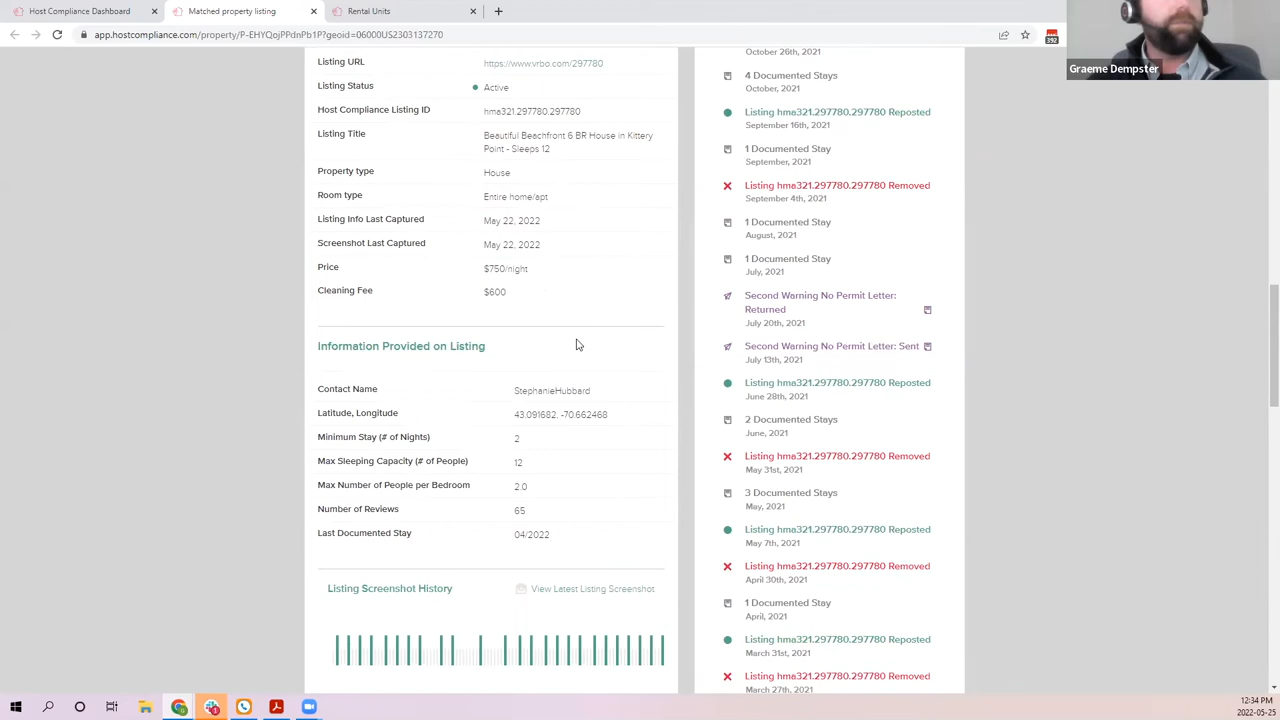 Host Compliance Dashboard
Matched property listing
Rental Units
app.hostcompliance.com/property/P-EHYQojPPdnPb1P?geoid=06000US2303137270
392
Graeme Dempster
Listing URL https://www.vrbo.com/297780
Listing Status Active
Host Compliance Listing ID hma321.297780.297780
Listing Title Beautiful Beachfront 6 BR House in Kittery
Point - Sleeps 12
Property type House
Room type Entire home/apt
Listing Info Last Captured May 22, 2022
Screenshot Last Captured May 22, 2022
Price $750/night
Cleaning Fee $600
Information Provided on Listing
Contact Name StephanieHubbard
Latitude, Longitude 43.091682, -70.662468
Minimum Stay (# of Nights) 2
Max Sleeping Capacity (# of People) 12
Max Number of People per Bedroom 2.0
Number of Reviews 65
Last Documented Stay 04/2022
Listing Screenshot History View Latest Listing Screenshot
October 26th, 2021
4 Documented Stays
October, 2021
Listing hma321.297780.297780 Reposted
September 16th, 2021
1 Documented Stay
September, 2021
Listing hma321.297780.297780 Removed
September 4th, 2021
1 Documented Stay
August, 2021
1 Documented Stay
July, 2021
Second Warning No Permit Letter:
Returned
July 20th, 2021
Second Warning No Permit Letter: Sent
July 13th, 2021
Listing hma321.297780.297780 Reposted
June 28th, 2021
2 Documented Stays
June, 2021
Listing hma321.297780.297780 Removed
May 31st, 2021
3 Documented Stays
May, 2021
Listing hma321.297780.297780 Reposted
May 7th, 2021
Listing hma321.297780.297780 Removed
April 30th, 2021
1 Documented Stay
April, 2021
Listing hma321.297780.297780 Reposted
March 31st, 2021
Listing hma321.297780.297780 Removed
March 27th, 2021
12:34 PM
2022-05-25